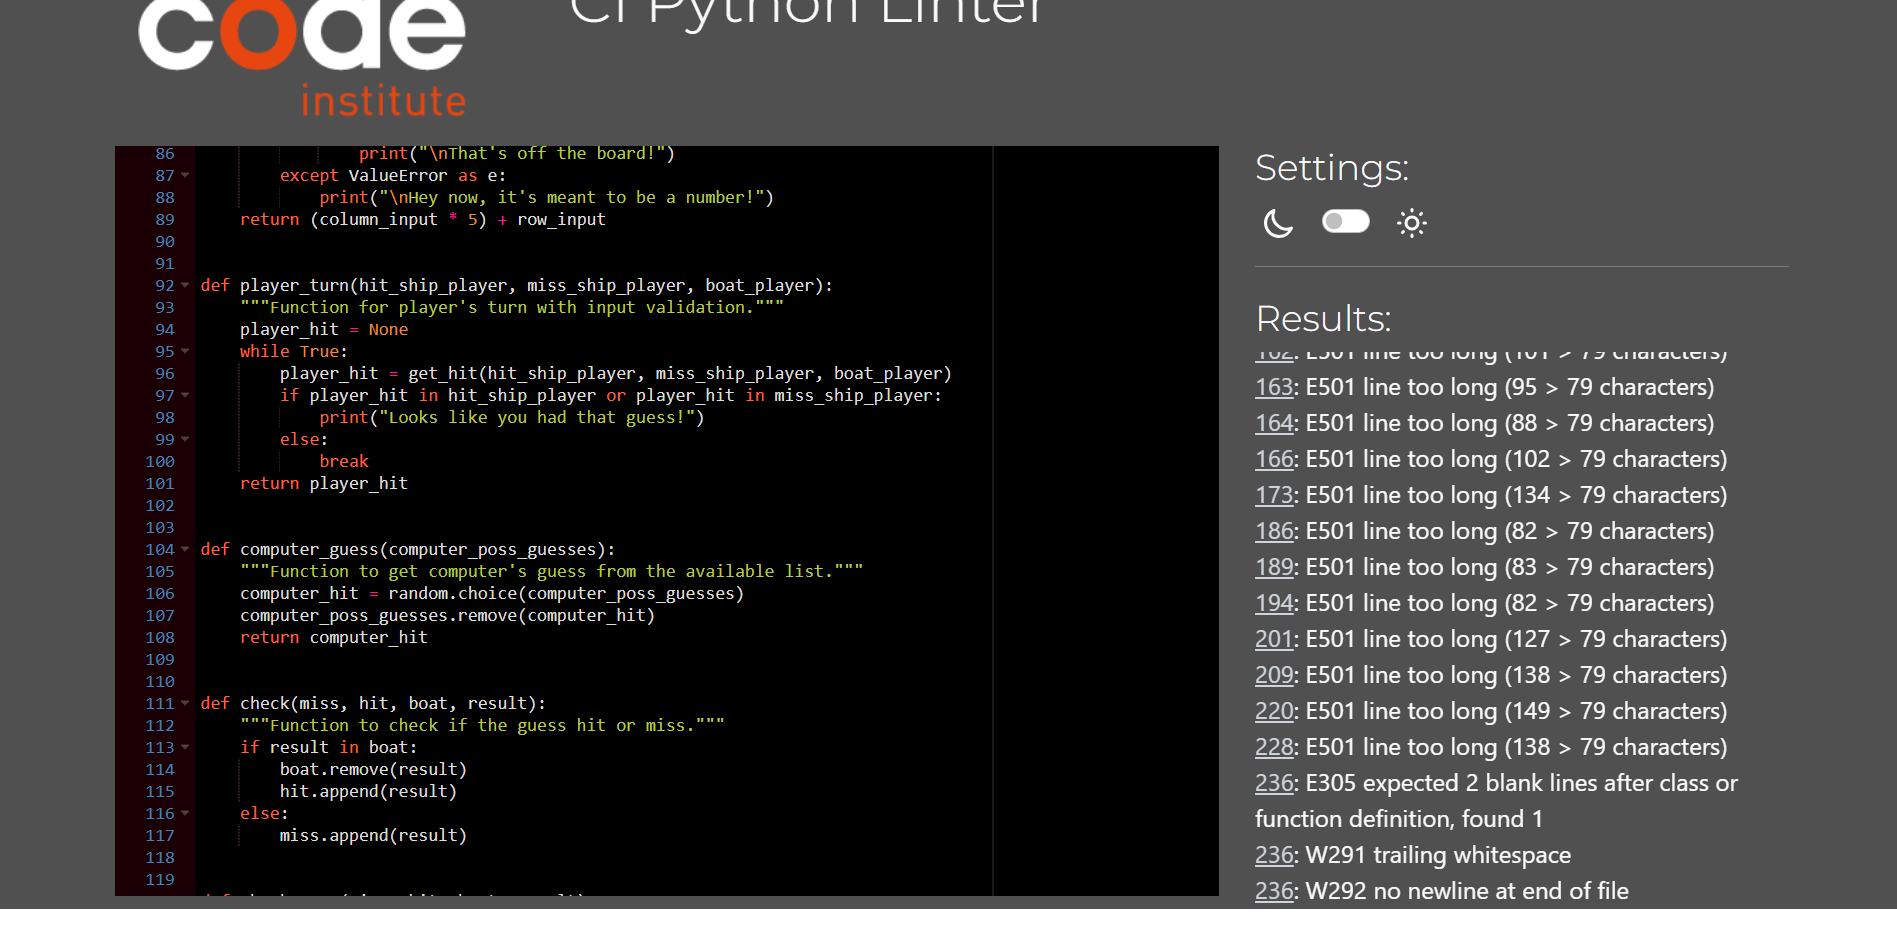 code
institute
CI Python Linter
86 print("\nThat's off the board!")
87 except ValueError as e:
88 print("\nHey now, it's meant to be a number!")
89 return (column_input * 5) + row_input
90
91
92 def player_turn(hit_ship_player, miss_ship_player, boat_player):
93 """Function for player's turn with input validation."""
94 player_hit = None
95 while True:
96 player_hit = get_hit(hit_ship_player, miss_ship_player, boat_player)
97 if player_hit in hit_ship_player or player_hit in miss_ship_player:
98 print("Looks like you had that guess!")
99 else:
100 break
101 return player_hit
102
103
104 def computer_guess(computer_poss_guesses):
105 """Function to get computer's guess from the available list."""
106 computer_hit = random.choice(computer_poss_guesses)
107 computer_poss_guesses.remove(computer_hit)
108 return computer_hit
109
110
111 def check(miss, hit, boat, result):
112 """Function to check if the guess hit or miss."""
113 if result in boat:
114 boat.remove(result)
115 hit.append(result)
116 else:
117 miss.append(result)
118
119
Settings:
Results:
162: E501 line too long (101 > 79 characters)
163: E501 line too long (95 > 79 characters)
164: E501 line too long (88 > 79 characters)
166: E501 line too long (102 > 79 characters)
173: E501 line too long (134 > 79 characters)
186: E501 line too long (82 > 79 characters)
189: E501 line too long (83 > 79 characters)
194: E501 line too long (82 > 79 characters)
201: E501 line too long (127 > 79 characters)
209: E501 line too long (138 > 79 characters)
220: E501 line too long (149 > 79 characters)
228: E501 line too long (138 > 79 characters)
236: E305 expected 2 blank lines after class or
function definition, found 1
236: W291 trailing whitespace
236: W292 no newline at end of file